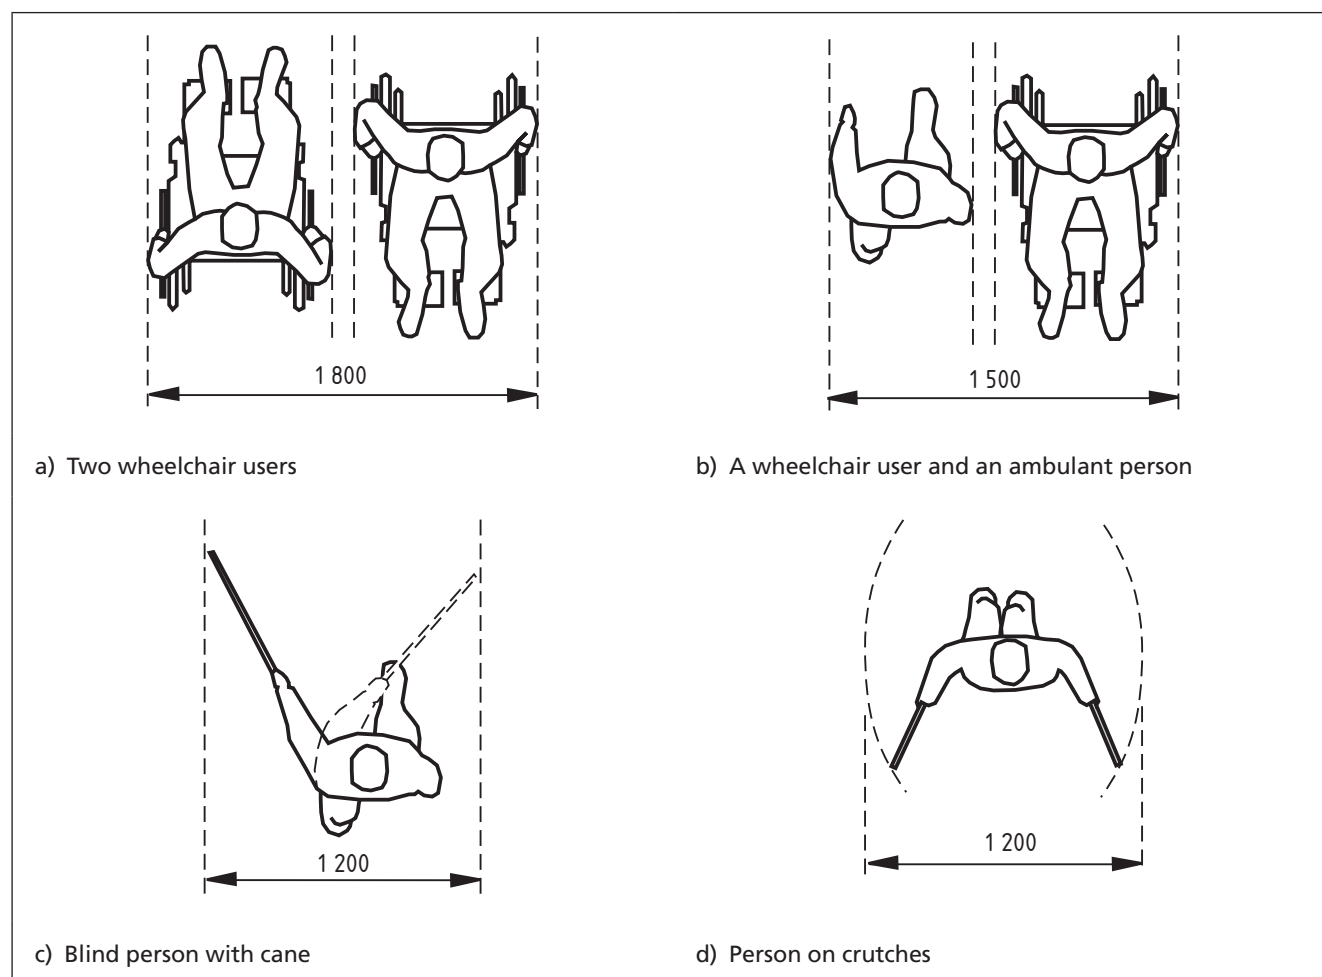 1 800
1 500
a) Two wheelchair users
b) A wheelchair user and an ambulant person
1 200
1 200
c) Blind person with cane
d) Person on crutches